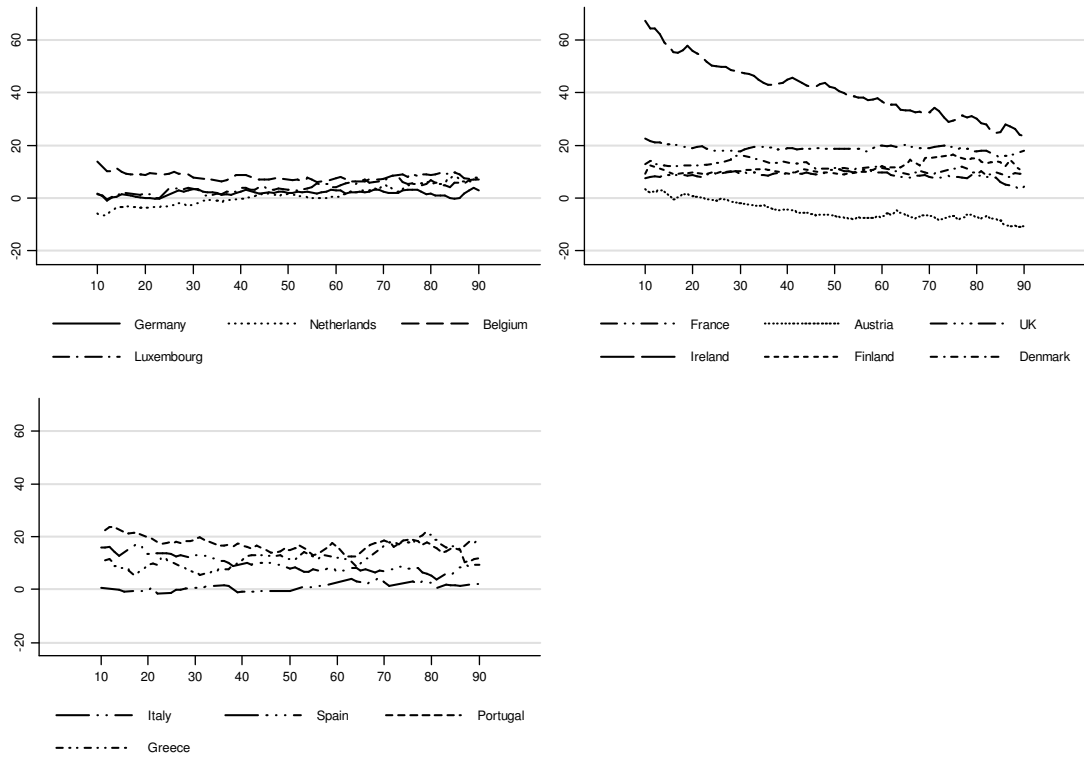 60
40
20
0
-20
10 20 30 40 50 60 70 80 90
Germany Netherlands Belgium
Luxembourg
60
40
20
0
-20
10 20 30 40 50 60 70 80 90
France Austria UK
Ireland Finland Denmark
60
40
20
0
-20
10 20 30 40 50 60 70 80 90
Italy Spain Portugal
Greece